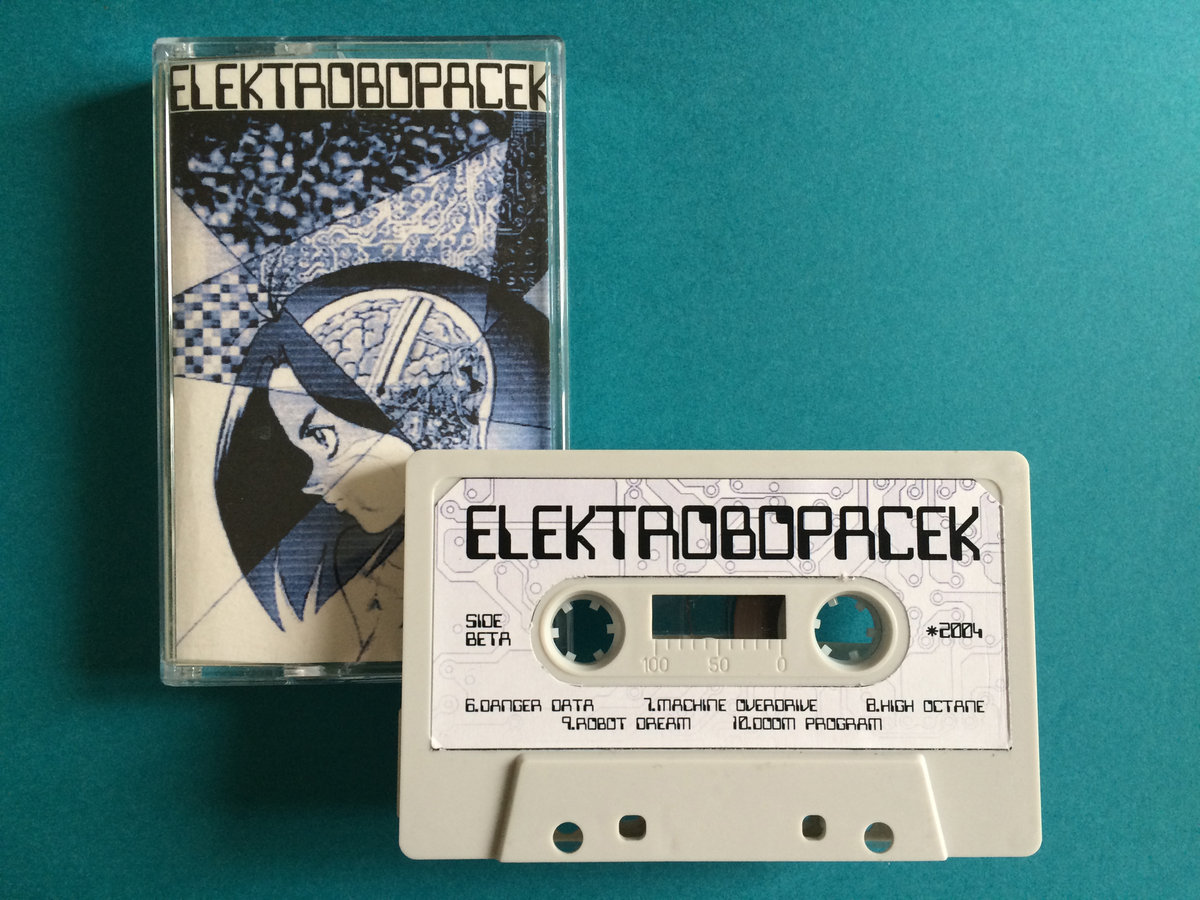 ELEKTROBOPACEK
ELEKTROBOPACEK
SIDE
BETA
*2004
100 50 0
6.DANGER DATA 7.MACHINE OVERDRIVE 8.HIGH OCTANE
9.ROBOT DREAM 10.DOOM PROGRAM